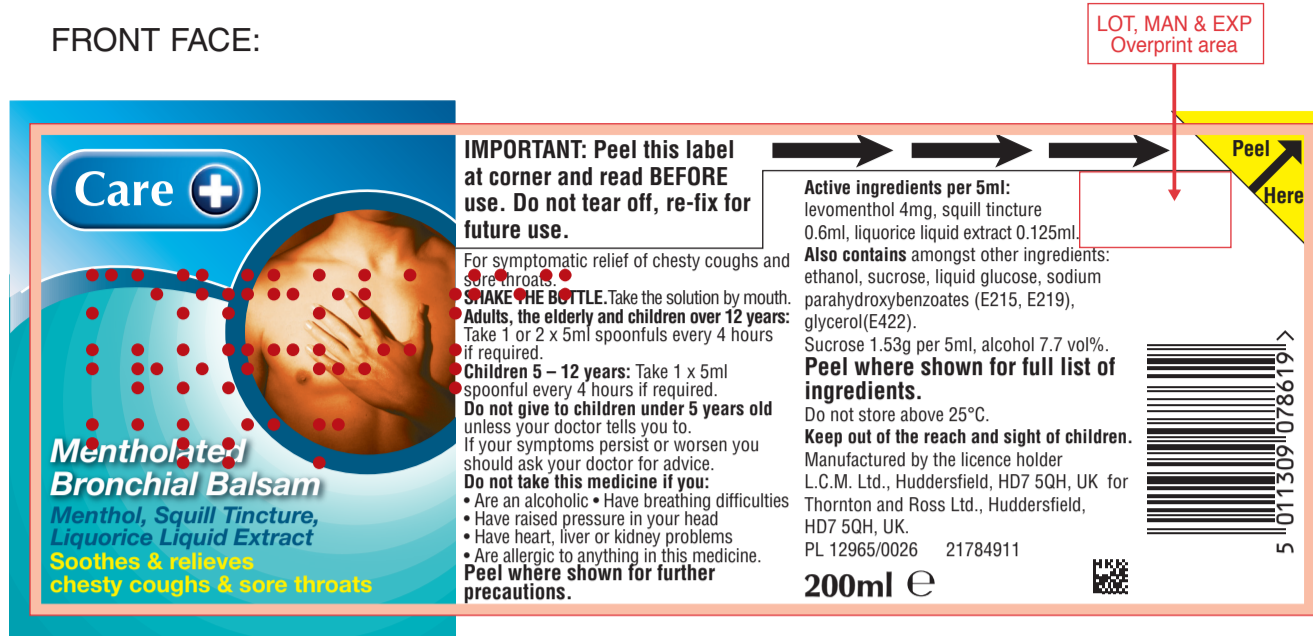 FRONT FACE:
LOT, MAN & EXP
Overprint area
Care
Mentholated
Bronchial Balsam
Menthol, Squill Tincture,
Liquorice Liquid Extract
Soothes & relieves
chesty coughs & sore throats
IMPORTANT: Peel this label
at corner and read BEFORE
use. Do not tear off, re-fix for
future use.
For symptomatic relief of chesty coughs and
sore throats.
SHAKE THE BOTTLE. Take the solution by mouth.
Adults, the elderly and children over 12 years:
Take 1 or 2 x 5ml spoonfuls every 4 hours
if required.
Children 5 – 12 years: Take 1 x 5ml
spoonful every 4 hours if required.
Do not give to children under 5 years old
unless your doctor tells you to.
If your symptoms persist or worsen you
should ask your doctor for advice.
Do not take this medicine if you:
• Are an alcoholic • Have breathing difficulties
• Have raised pressure in your head
• Have heart, liver or kidney problems
• Are allergic to anything in this medicine.
Peel where shown for further
precautions.
Peel
Here
Active ingredients per 5ml:
levomenthol 4mg, squill tincture
0.6ml, liquorice liquid extract 0.125ml.
Also contains amongst other ingredients:
ethanol, sucrose, liquid glucose, sodium
parahydroxybenzoates (E215, E219),
glycerol(E422).
Sucrose 1.53g per 5ml, alcohol 7.7 vol%.
Peel where shown for full list of
ingredients.
Do not store above 25°C.
Keep out of the reach and sight of children.
Manufactured by the licence holder
L.C.M. Ltd., Huddersfield, HD7 5QH, UK for
Thornton and Ross Ltd., Huddersfield,
HD7 5QH, UK.
PL 12965/0026 21784911
200ml ℮
5 011309 078619 >